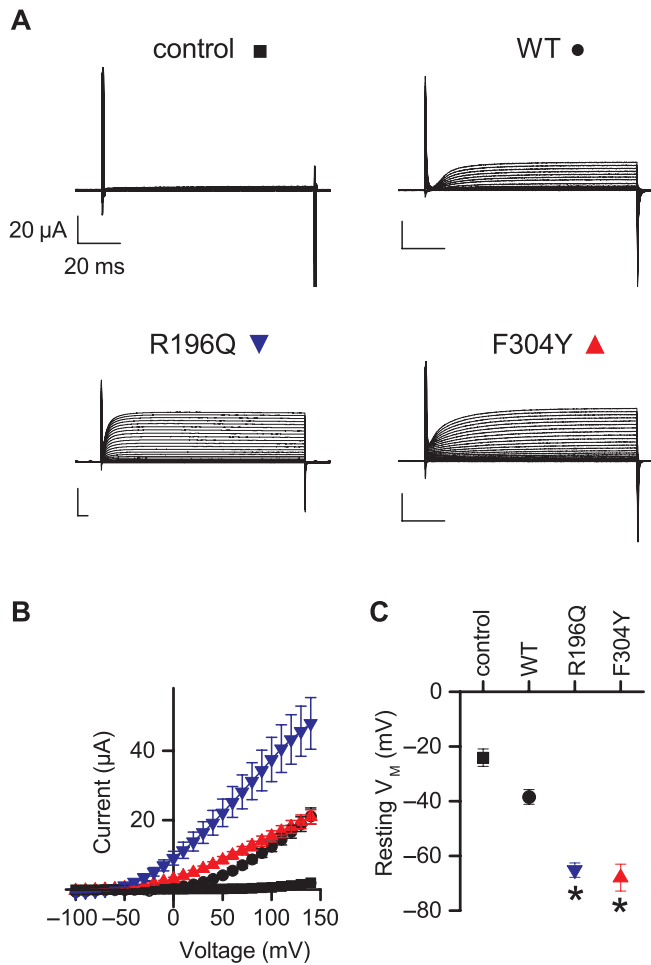 A
control
WT
20 µA
20 ms
R196Q
F304Y
B
Current (µA)
40
20
−100
−50
0
50
100
150
Voltage (mV)
C
control
WT
R196Q
F304Y
Resting VM (mV)
0
−20
−40
−60
−80
*
*